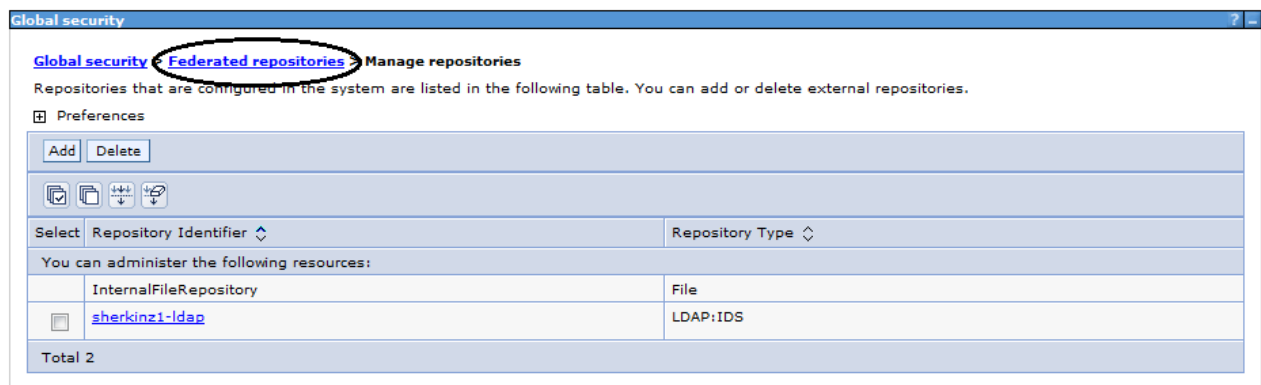 Global security ? –
Global security > Federated repositories > Manage repositories
Repositories that are configured in the system are listed in the following table. You can add or delete external repositories.
Preferences
Add Delete
Select Repository Identifier Repository Type
You can administer the following resources:
InternalFileRepository File
sherkinz1-ldap LDAP:IDS
Total 2